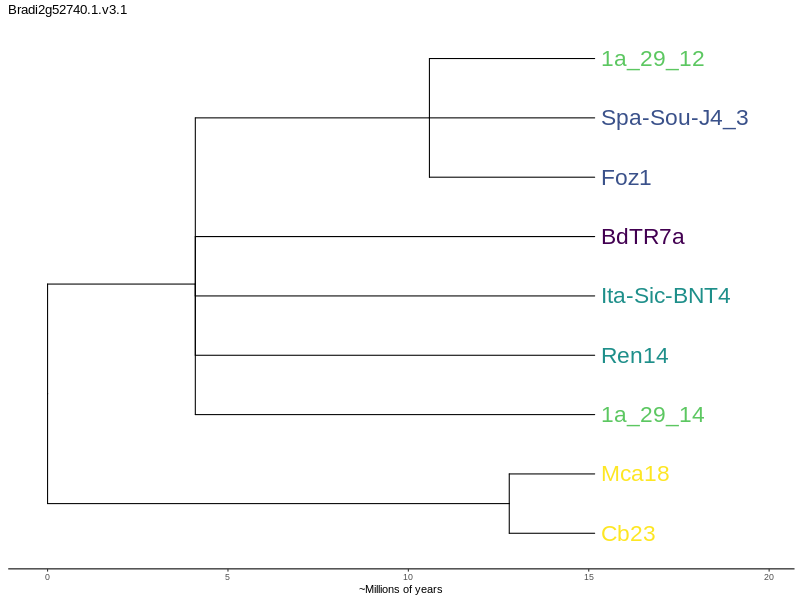 Bradi2g52740.1.v3.1
1a_29_12
Spa-Sou-J4_3
Foz1
BdTR7a
Ita-Sic-BNT4
Ren14
1a_29_14
Mca18
Cb23
0 5 10 15 20
~Millions of years